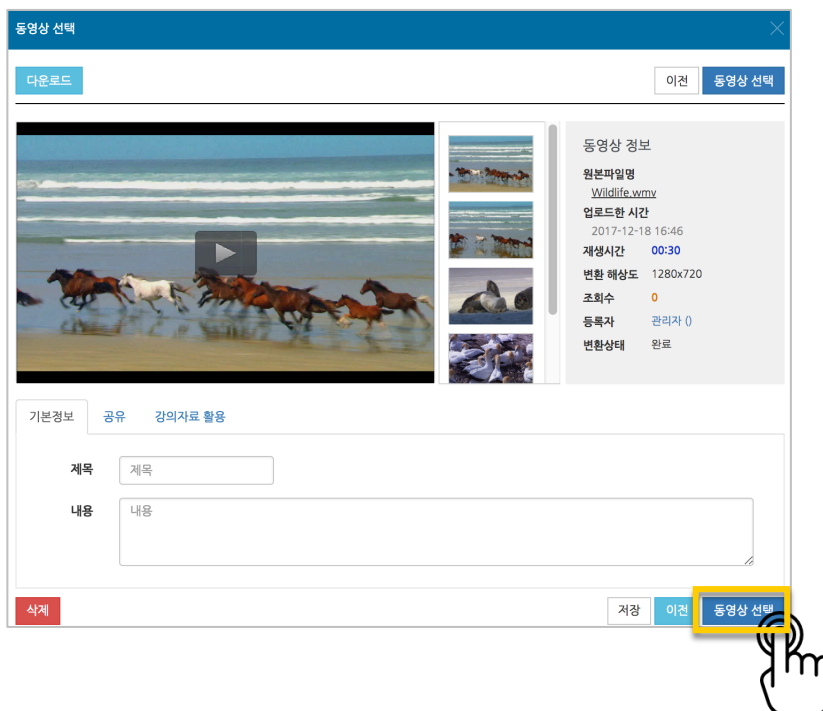 동영상 선택
다운로드
이전
동영상 선택
동영상 정보
원본파일명
Wildlife.wmv
업로드한 시간
2017-12-18 16:46
재생시간 00:30
변환 해상도 1280x720
조회수 0
등록자 관리자 ()
변환상태 완료
기본정보 공유 강의자료 활용
제목 제목
내용 내용
삭제
저장
이전
동영상 선택